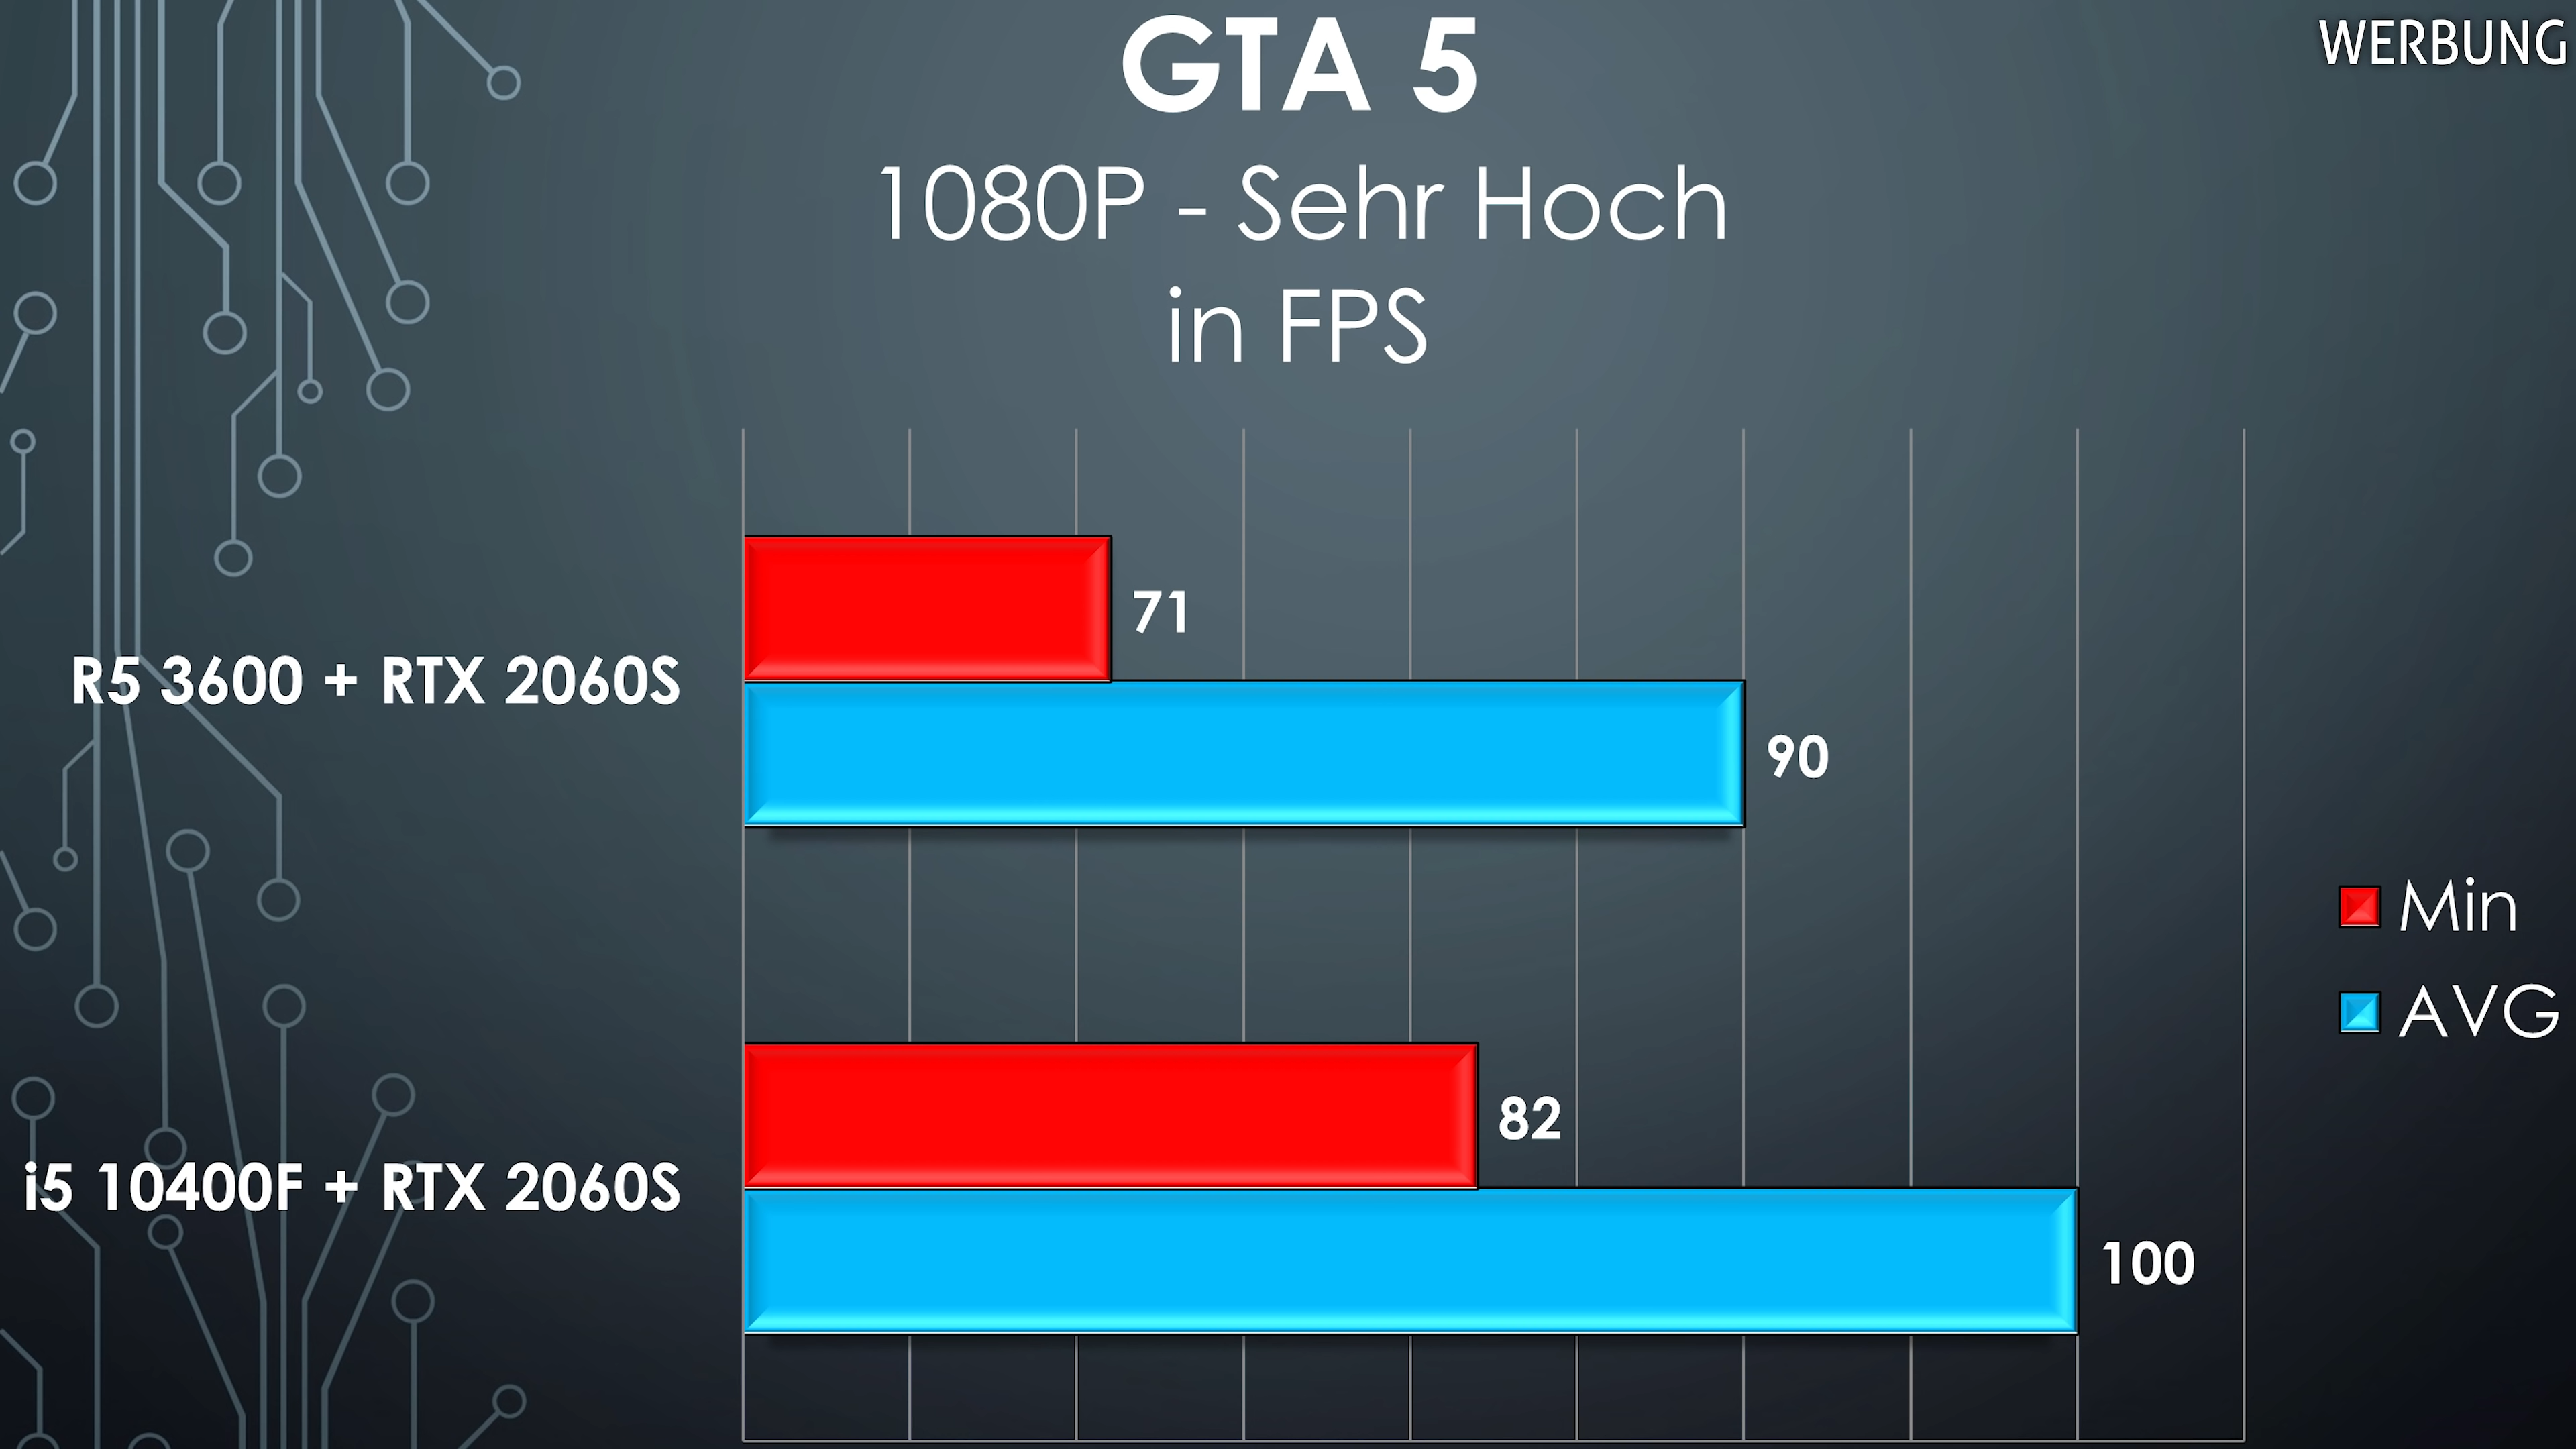 GTA 5
WERBUNG
1080P - Sehr Hoch
in FPS
71
R5 3600 + RTX 2060S
90
Min
AVG
82
i5 10400F + RTX 2060S
100